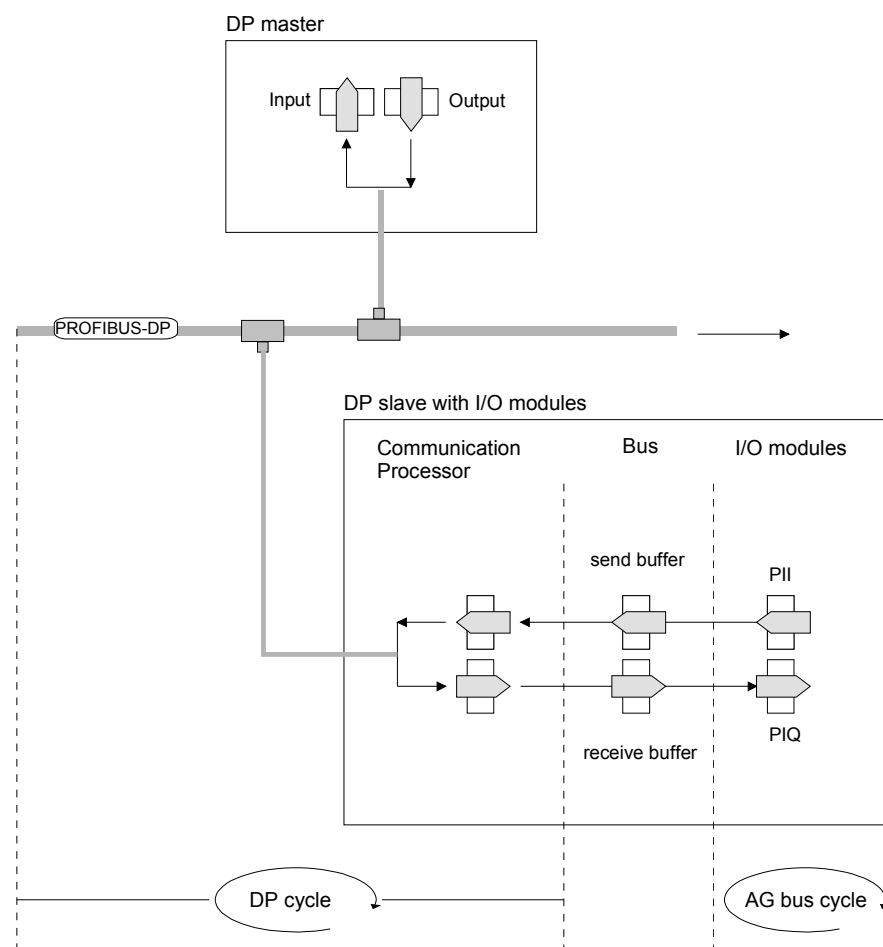 DP master
Input
Output
PROFIBUS-DP
DP slave with I/O modules
Communication
Processor
Bus
I/O modules
send buffer
PII
receive buffer
PIQ
DP cycle
AG bus cycle